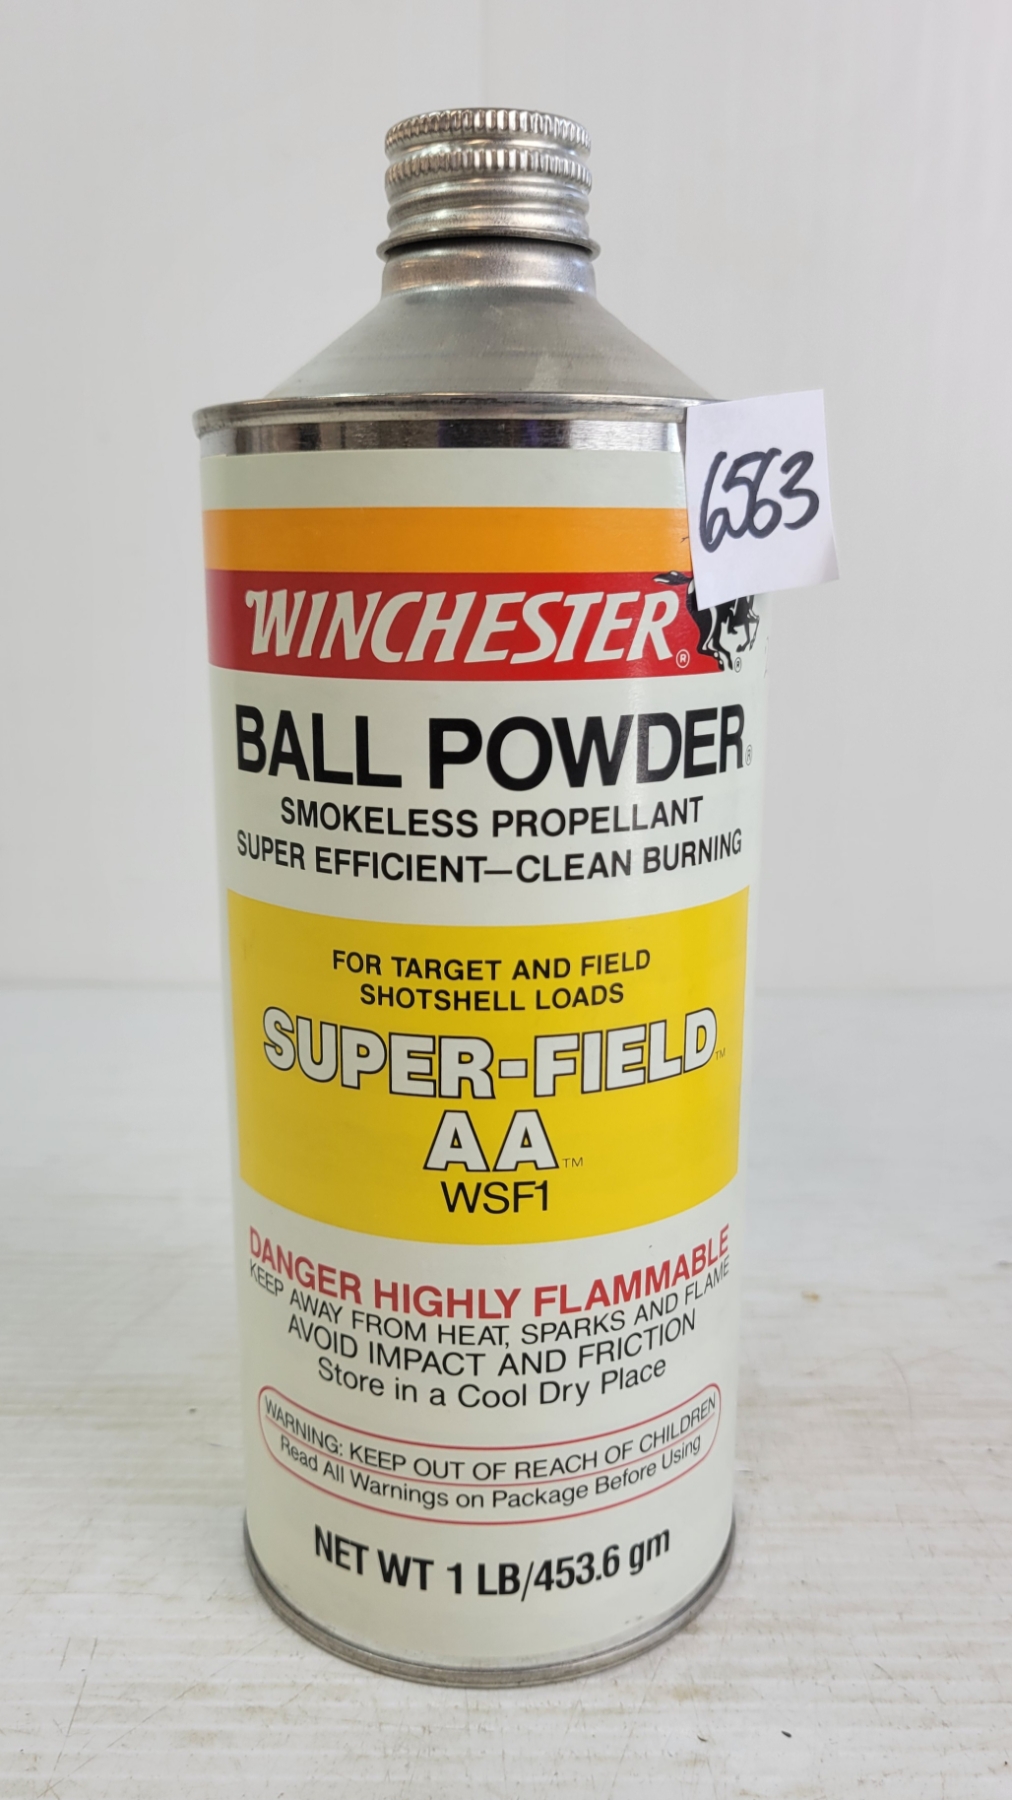 6563
WINCHESTER®
®
BALL POWDER®
SMOKELESS PROPELLANT
SUPER EFFICIENT—CLEAN BURNING
FOR TARGET AND FIELD
SHOTSHELL LOADS
SUPER-FIELD™
AA™
WSF1
DANGER HIGHLY FLAMMABLE
KEEP AWAY FROM HEAT, SPARKS AND FLAME
AVOID IMPACT AND FRICTION
Store in a Cool Dry Place
WARNING: KEEP OUT OF REACH OF CHILDREN
Read All Warnings on Package Before Using
NET WT 1 LB/453.6 gm